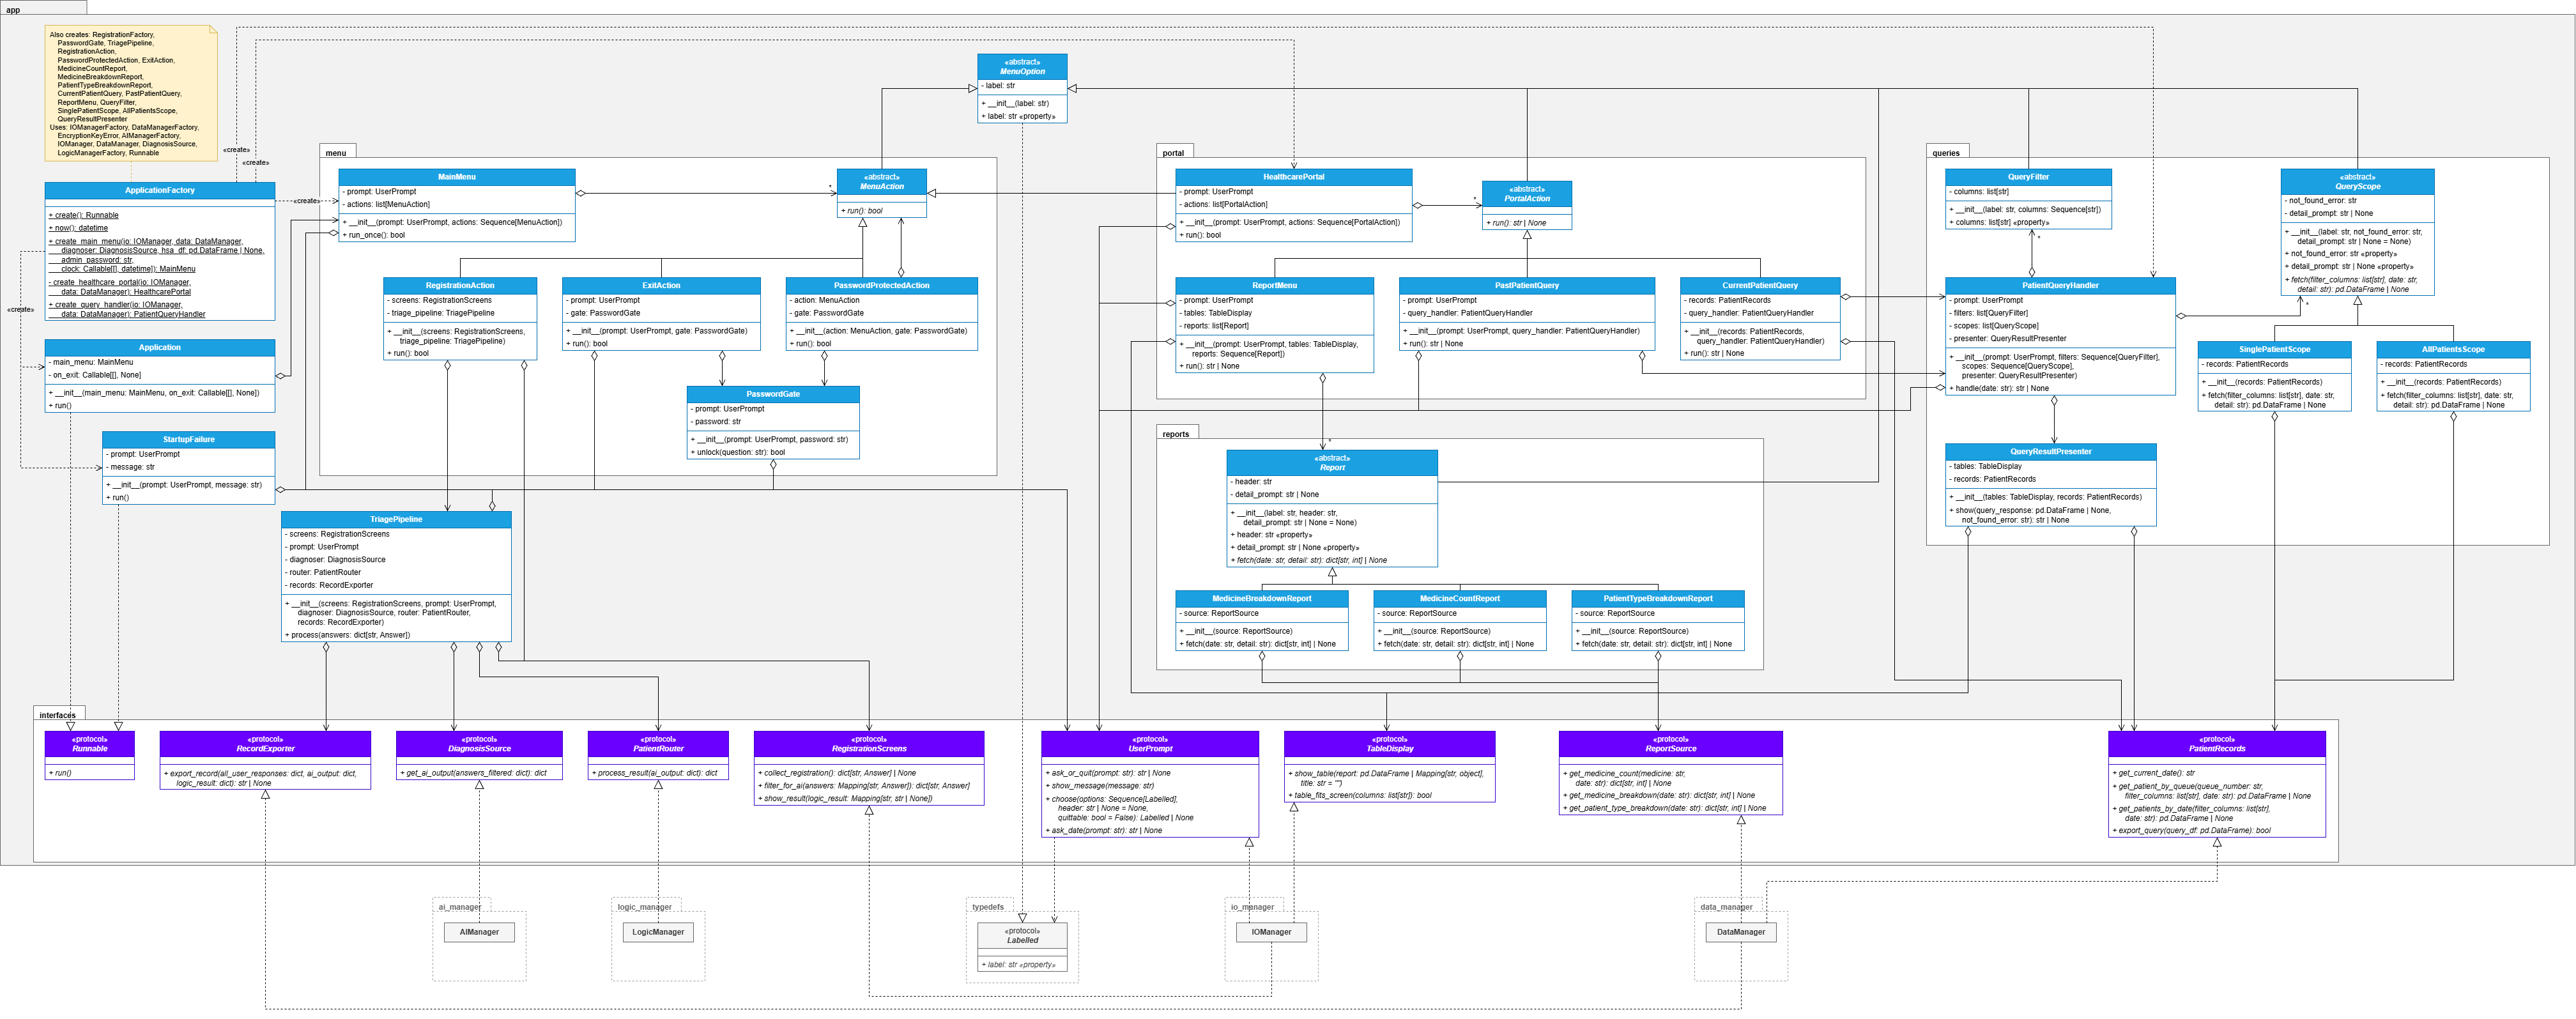 app
Also creates: RegistrationFactory,
PasswordGate, TriagePipeline,
RegistrationAction,
PasswordProtectedAction, ExitAction,
MedicineCountReport,
MedicineBreakdownReport,
PatientTypeBreakdownReport,
CurrentPatientQuery, PastPatientQuery,
ReportMenu, QueryFilter,
SinglePatientScope, AllPatientsScope,
QueryResultPresenter
Uses: IOManagerFactory, DataManagerFactory,
EncryptionKeyError, AIManagerFactory,
IOManager, DataManager, DiagnosisSource,
LogicManagerFactory, Runnable
«create»
«create»
«create»
«create»
ApplicationFactory
+ create(): Runnable
+ now(): datetime
+ create_main_menu(io: IOManager, data: DataManager,
diagnoser: DiagnosisSource, hsa_df: pd.DataFrame | None,
admin_password: str,
clock: Callable[[], datetime]): MainMenu
- create_healthcare_portal(io: IOManager,
data: DataManager): HealthcarePortal
+ create_query_handler(io: IOManager,
data: DataManager): PatientQueryHandler
Application
- main_menu: MainMenu
- on_exit: Callable[[], None]
+ __init__(main_menu: MainMenu, on_exit: Callable[[], None])
+ run()
StartupFailure
- prompt: UserPrompt
- message: str
+ __init__(prompt: UserPrompt, message: str)
+ run()
«abstract»
MenuOption
- label: str
+ __init__(label: str)
+ label: str «property»
menu
MainMenu
- prompt: UserPrompt
- actions: list[MenuAction]
+ __init__(prompt: UserPrompt, actions: Sequence[MenuAction])
+ run_once(): bool
*
«abstract»
MenuAction
+ run(): bool
RegistrationAction
- screens: RegistrationScreens
- triage_pipeline: TriagePipeline
+ __init__(screens: RegistrationScreens,
triage_pipeline: TriagePipeline)
+ run(): bool
ExitAction
- prompt: UserPrompt
- gate: PasswordGate
+ __init__(prompt: UserPrompt, gate: PasswordGate)
+ run(): bool
PasswordProtectedAction
- action: MenuAction
- gate: PasswordGate
+ __init__(action: MenuAction, gate: PasswordGate)
+ run(): bool
PasswordGate
- prompt: UserPrompt
- password: str
+ __init__(prompt: UserPrompt, password: str)
+ unlock(question: str): bool
TriagePipeline
- screens: RegistrationScreens
- prompt: UserPrompt
- diagnoser: DiagnosisSource
- router: PatientRouter
- records: RecordExporter
+ __init__(screens: RegistrationScreens, prompt: UserPrompt,
diagnoser: DiagnosisSource, router: PatientRouter,
records: RecordExporter)
+ process(answers: dict[str, Answer])
portal
HealthcarePortal
- prompt: UserPrompt
- actions: list[PortalAction]
+ __init__(prompt: UserPrompt, actions: Sequence[PortalAction])
+ run(): bool
*
«abstract»
PortalAction
+ run(): str | None
ReportMenu
- prompt: UserPrompt
- tables: TableDisplay
- reports: list[Report]
+ __init__(prompt: UserPrompt, tables: TableDisplay,
reports: Sequence[Report])
+ run(): str | None
PastPatientQuery
- prompt: UserPrompt
- query_handler: PatientQueryHandler
+ __init__(prompt: UserPrompt, query_handler: PatientQueryHandler)
+ run(): str | None
CurrentPatientQuery
- records: PatientRecords
- query_handler: PatientQueryHandler
+ __init__(records: PatientRecords,
query_handler: PatientQueryHandler)
+ run(): str | None
reports
*
«abstract»
Report
- header: str
- detail_prompt: str | None
+ __init__(label: str, header: str,
detail_prompt: str | None = None)
+ header: str «property»
+ detail_prompt: str | None «property»
+ fetch(date: str, detail: str): dict[str, int] | None
MedicineBreakdownReport
- source: ReportSource
+ __init__(source: ReportSource)
+ fetch(date: str, detail: str): dict[str, int] | None
MedicineCountReport
- source: ReportSource
+ __init__(source: ReportSource)
+ fetch(date: str, detail: str): dict[str, int] | None
PatientTypeBreakdownReport
- source: ReportSource
+ __init__(source: ReportSource)
+ fetch(date: str, detail: str): dict[str, int] | None
queries
QueryFilter
- columns: list[str]
+ __init__(label: str, columns: Sequence[str])
+ columns: list[str] «property»
*
«abstract»
QueryScope
- not_found_error: str
- detail_prompt: str | None
+ __init__(label: str, not_found_error: str,
detail_prompt: str | None = None)
+ not_found_error: str «property»
+ detail_prompt: str | None «property»
+ fetch(filter_columns: list[str], date: str,
detail: str): pd.DataFrame | None
*
PatientQueryHandler
- prompt: UserPrompt
- filters: list[QueryFilter]
- scopes: list[QueryScope]
- presenter: QueryResultPresenter
+ __init__(prompt: UserPrompt, filters: Sequence[QueryFilter],
scopes: Sequence[QueryScope],
presenter: QueryResultPresenter)
+ handle(date: str): str | None
SinglePatientScope
- records: PatientRecords
+ __init__(records: PatientRecords)
+ fetch(filter_columns: list[str], date: str,
detail: str): pd.DataFrame | None
AllPatientsScope
- records: PatientRecords
+ __init__(records: PatientRecords)
+ fetch(filter_columns: list[str], date: str,
detail: str): pd.DataFrame | None
QueryResultPresenter
- tables: TableDisplay
- records: PatientRecords
+ __init__(tables: TableDisplay, records: PatientRecords)
+ show(query_response: pd.DataFrame | None,
not_found_error: str): str | None
interfaces
«protocol»
Runnable
+ run()
«protocol»
RecordExporter
+ export_record(all_user_responses: dict, ai_output: dict,
logic_result: dict): str | None
«protocol»
DiagnosisSource
+ get_ai_output(answers_filtered: dict): dict
«protocol»
PatientRouter
+ process_result(ai_output: dict): dict
«protocol»
RegistrationScreens
+ collect_registration(): dict[str, Answer] | None
+ filter_for_ai(answers: Mapping[str, Answer]): dict[str, Answer]
+ show_result(logic_result: Mapping[str, str | None])
«protocol»
UserPrompt
+ ask_or_quit(prompt: str): str | None
+ show_message(message: str)
+ choose(options: Sequence[Labelled],
header: str | None = None,
quittable: bool = False): Labelled | None
+ ask_date(prompt: str): str | None
«protocol»
TableDisplay
+ show_table(report: pd.DataFrame | Mapping[str, object],
title: str = "")
+ table_fits_screen(columns: list[str]): bool
«protocol»
ReportSource
+ get_medicine_count(medicine: str,
date: str): dict[str, int] | None
+ get_medicine_breakdown(date: str): dict[str, int] | None
+ get_patient_type_breakdown(date: str): dict[str, int] | None
«protocol»
PatientRecords
+ get_current_date(): str
+ get_patient_by_queue(queue_number: str,
filter_columns: list[str], date: str): pd.DataFrame | None
+ get_patients_by_date(filter_columns: list[str],
date: str): pd.DataFrame | None
+ export_query(query_df: pd.DataFrame): bool
ai_manager
AIManager
logic_manager
LogicManager
typedefs
«protocol»
Labelled
+ label: str «property»
io_manager
IOManager
data_manager
DataManager